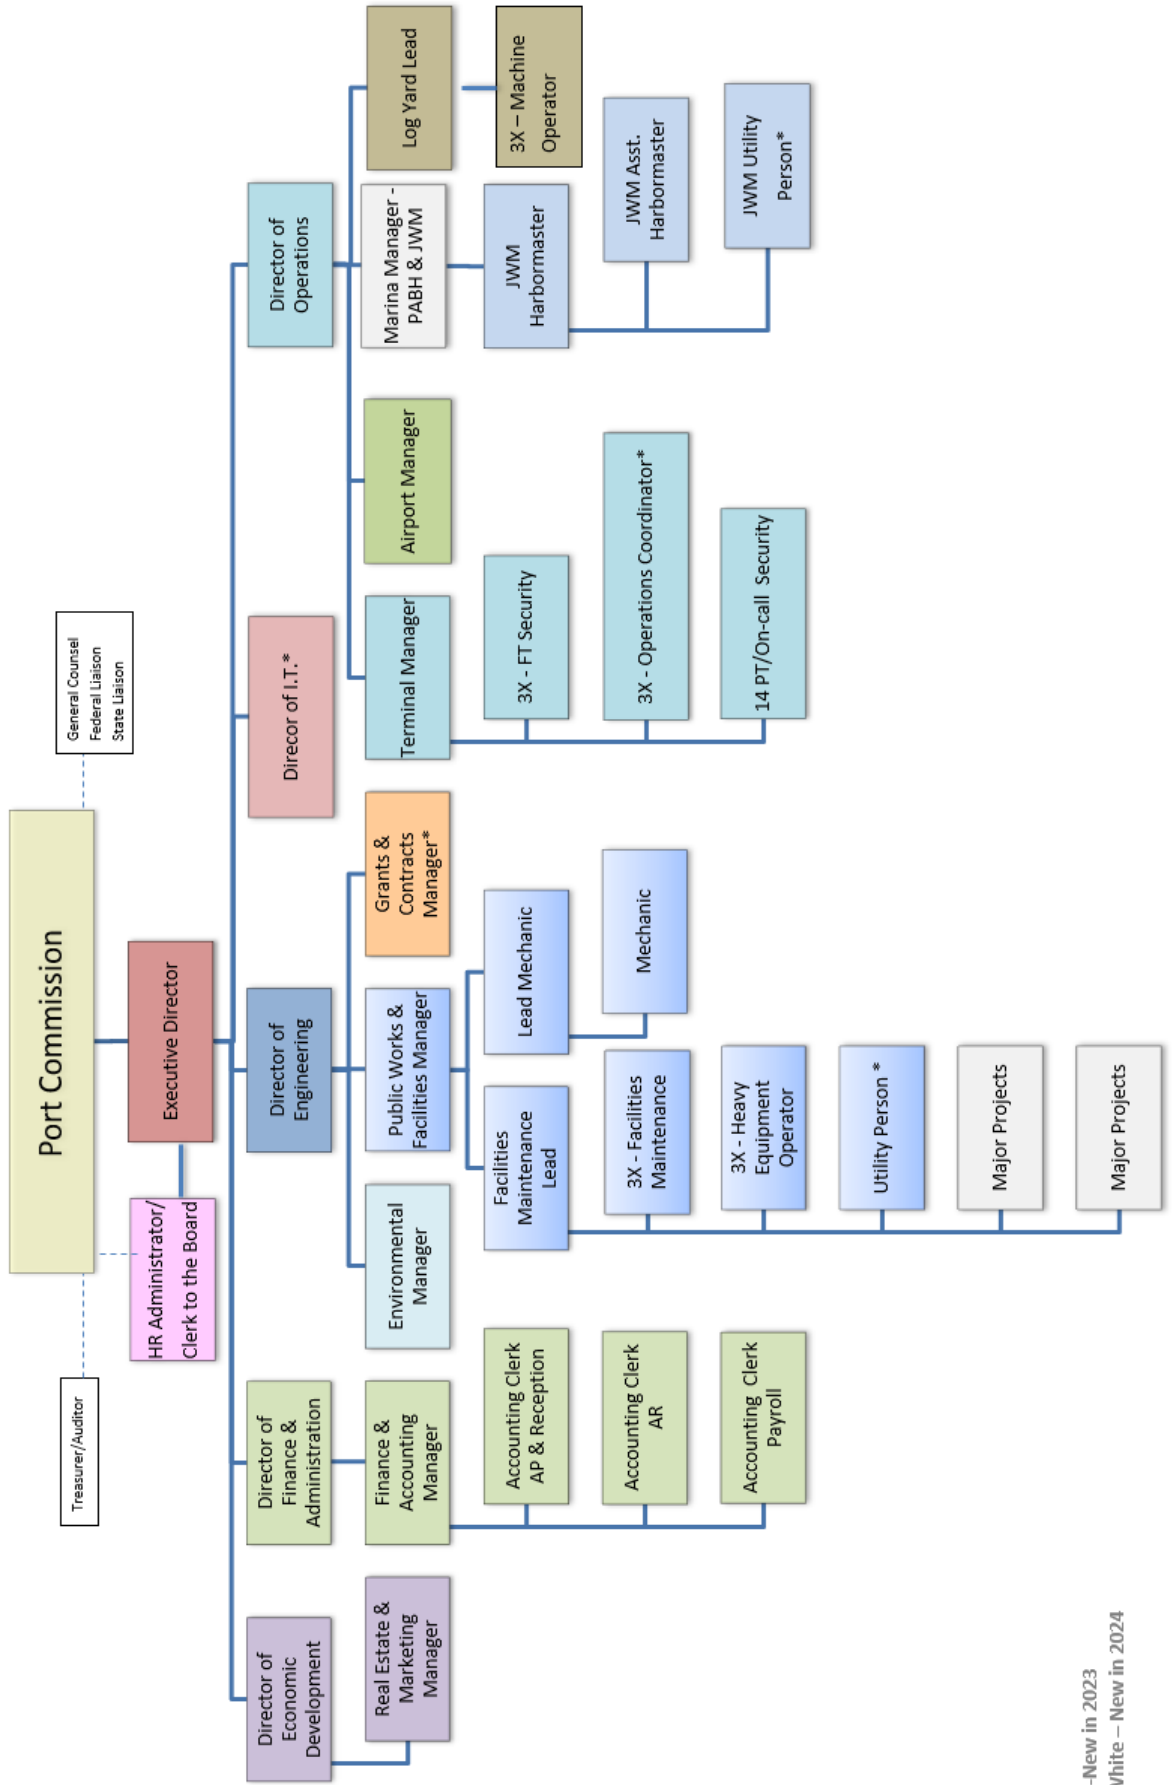 Port Commission
General Counsel
Federal Liaison
State Liaison
Treasurer/Auditor
HR Administrator/
Clerk to the Board
Executive Director
Director of
Economic
Development
Director of
Finance &
Administration
Director of
Engineering
Direcor of I.T.*
Director of
Operations
Real Estate &
Marketing
Manager
Finance &
Accounting
Manager
Environmental
Manager
Public Works &
Facilities Manager
Grants &
Contracts
Manager*
Terminal Manager
Airport Manager
Marina Manager -
PABH & JWM
Log Yard Lead
Accounting Clerk
AP & Reception
Facilities
Maintenance
Lead
Lead Mechanic
3X - FT Security
JWM
Harbormaster
3X – Machine
Operator
Accounting Clerk
AR
3X - Facilities
Maintenance
Mechanic
3X - Operations Coordinator*
JWM Asst.
Harbormaster
Accounting Clerk
Payroll
3X - Heavy
Equipment
Operator
14 PT/On-call Security
JWM Utility
Person*
Utility Person *
Major Projects
Major Projects
-New in 2023
White – New in 2024